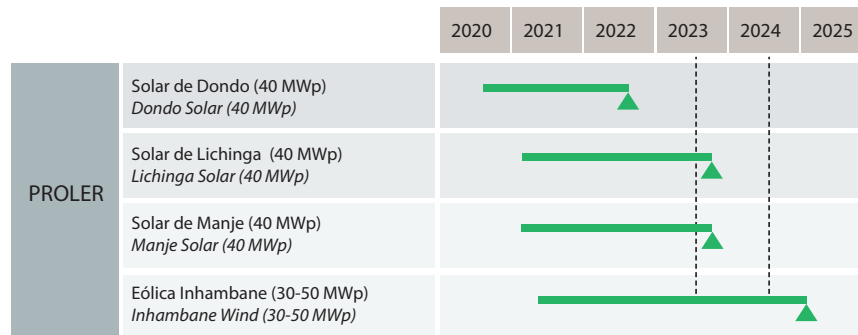 2020 2021 2022 2023 2024 2025
PROLER
Solar de Dondo (40 MWp)
Dondo Solar (40 MWp)
Solar de Lichinga (40 MWp)
Lichinga Solar (40 MWp)
Solar de Manje (40 MWp)
Manje Solar (40 MWp)
Eólica Inhambane (30-50 MWp)
Inhambane Wind (30-50 MWp)